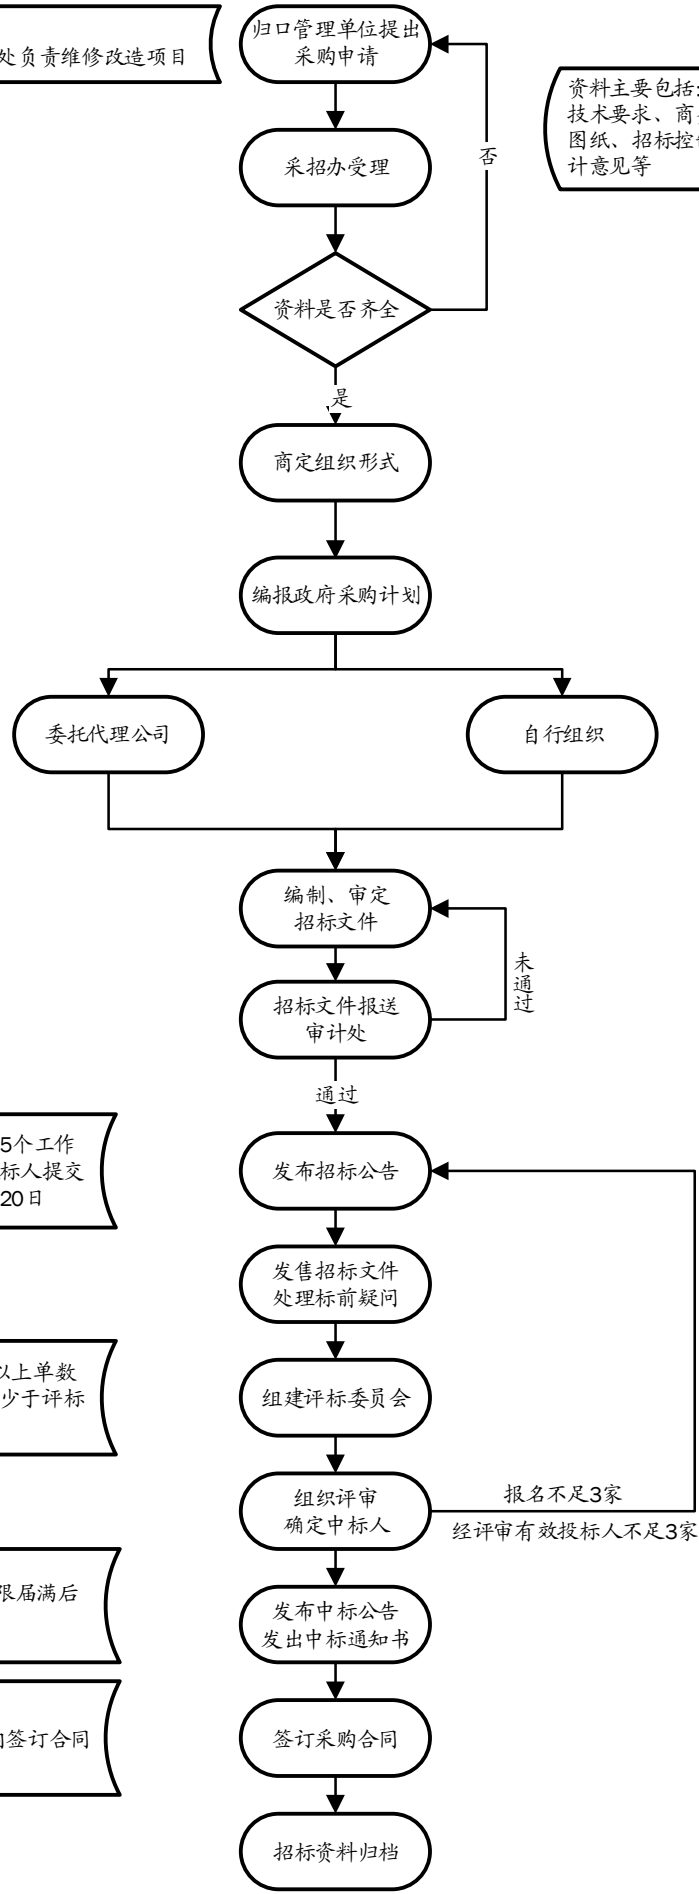 处负责维修改造项目
归口管理单位提出
采购申请
资料主要包括:
技术要求、商
图纸、招标控
计意见等
采招办受理
否
资料是否齐全
是
商定组织形式
编报政府采购计划
委托代理公司
自行组织
编制、审定
招标文件
未
通
过
招标文件报送
审计处
通过
5个工作
标人提交
20日
发布招标公告
发售招标文件
处理标前疑问
以上单数
少于评标
组建评标委员会
组织评审
确定中标人
报名不足3家
经评审有效投标人不足3家
限届满后
发布中标公告
发出中标通知书
内签订合同
签订采购合同
招标资料归档